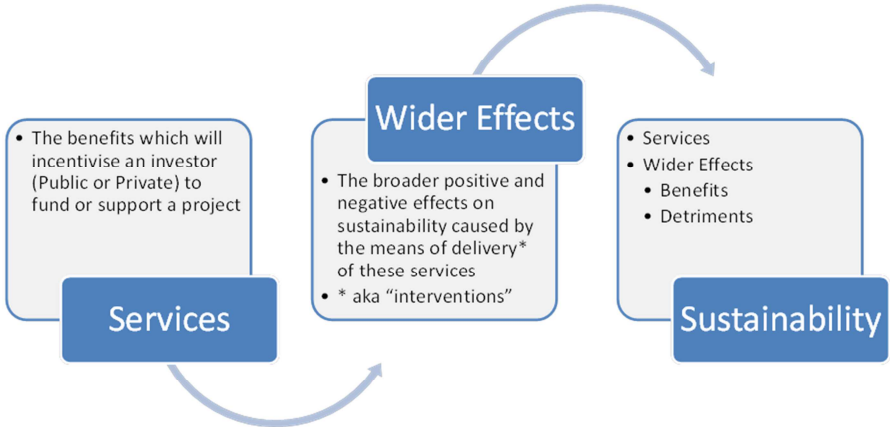 • The benefits which will
incentivise an investor
(Public or Private) to
fund or support a project
Services
Wider Effects
• The broader positive and
negative effects on
sustainability caused by
the means of delivery*
of these services
• * aka “interventions”
• Services
• Wider Effects
• Benefits
• Detriments
Sustainability